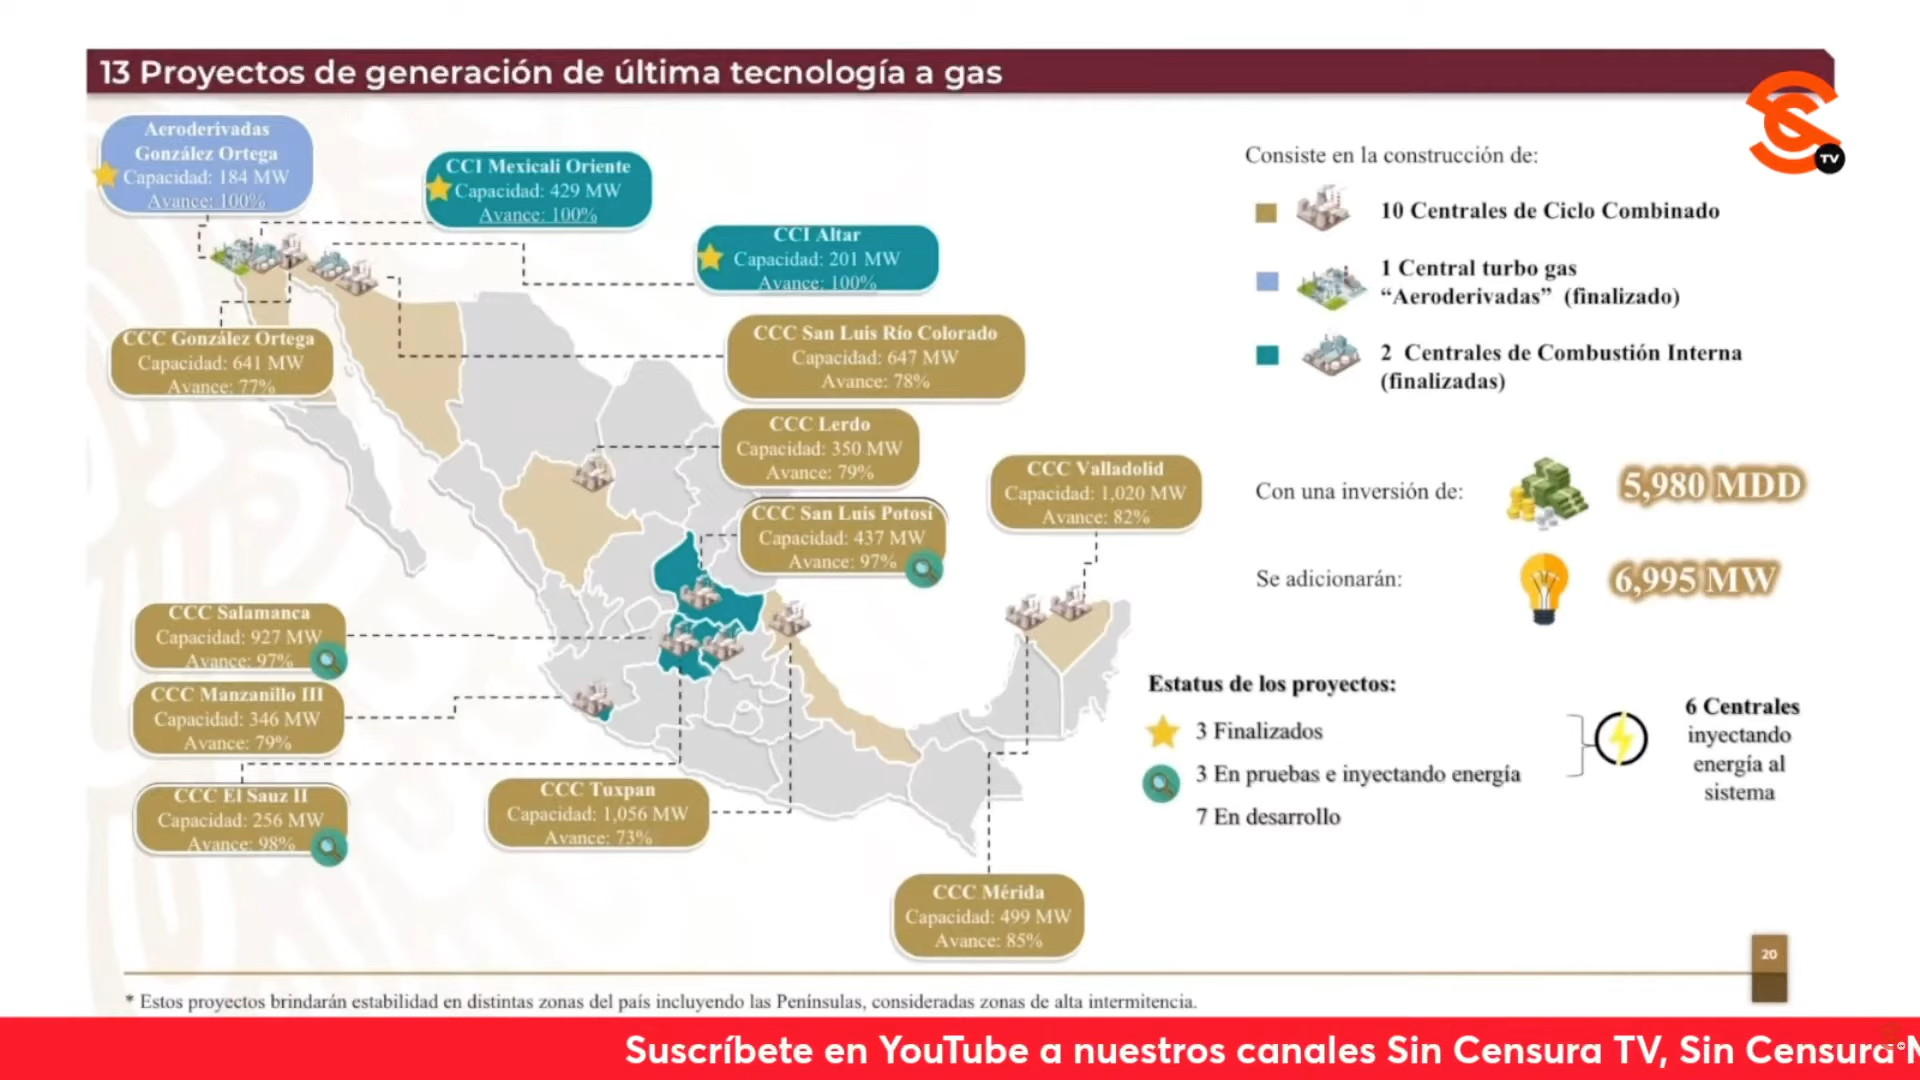 13 Proyectos de generación de última tecnología a gas
TV
Aeroderivadas
González Ortega
Capacidad: 184 MW
Avance: 100%
CCI Mexicali Oriente
Capacidad: 429 MW
Avance: 100%
CCI Altar
Capacidad: 201 MW
Avance: 100%
CCC González Ortega
Capacidad: 641 MW
Avance: 77%
CCC San Luis Río Colorado
Capacidad: 647 MW
Avance: 78%
CCC Lerdo
Capacidad: 350 MW
Avance: 79%
CCC San Luis Potosí
Capacidad: 437 MW
Avance: 97%
CCC Valladolid
Capacidad: 1,020 MW
Avance: 82%
CCC Salamanca
Capacidad: 927 MW
Avance: 97%
CCC Manzanillo III
Capacidad: 346 MW
Avance: 79%
CCC El Sauz II
Capacidad: 256 MW
Avance: 98%
CCC Tuxpan
Capacidad: 1,056 MW
Avance: 73%
CCC Mérida
Capacidad: 499 MW
Avance: 85%
Consiste en la construcción de:
10 Centrales de Ciclo Combinado
1 Central turbo gas
“Aeroderivadas” (finalizado)
2 Centrales de Combustión Interna
(finalizadas)
Con una inversión de:
5,980 MDD
Se adicionarán:
6,995 MW
Estatus de los proyectos:
3 Finalizados
3 En pruebas e inyectando energía
7 En desarrollo
6 Centrales
inyectando
energía al
sistema
20
* Estos proyectos brindarán estabilidad en distintas zonas del país incluyendo las Penínsulas, consideradas zonas de alta intermitencia.
Suscríbete en YouTube a nuestros canales Sin Censura TV, Sin Censura